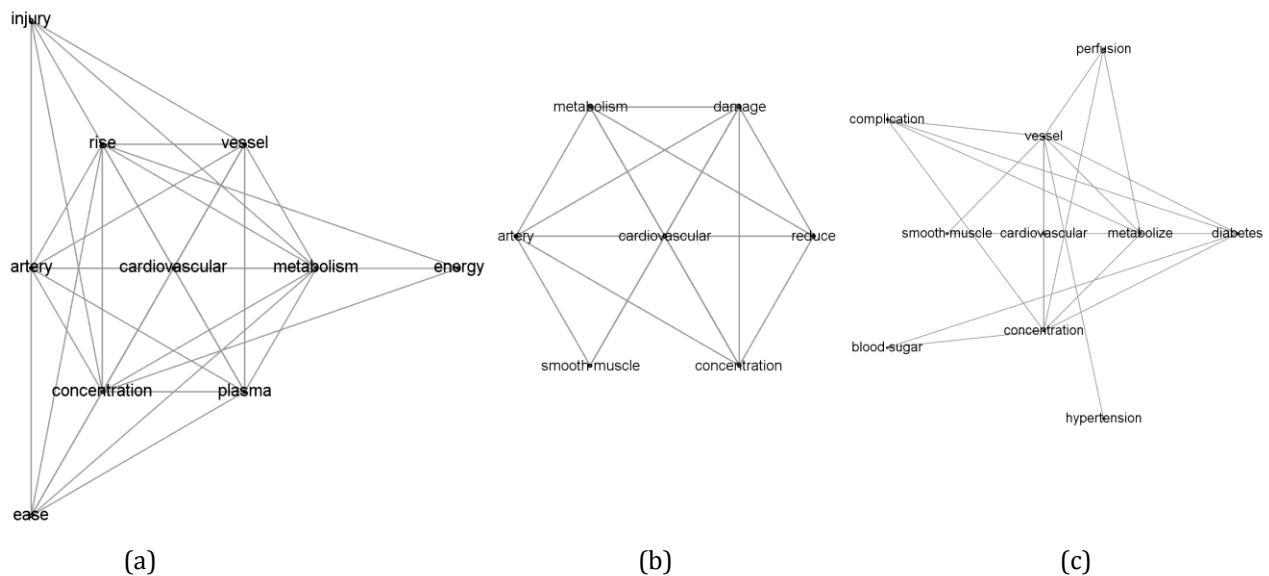 injury
rise
vessel
artery
cardiovascular
metabolism
energy
concentration
plasma
ease
(a)
metabolism
damage
artery
cardiovascular
reduce
smooth-muscle
concentration
(b)
perfusion
complication
vessel
smooth-muscle
cardiovascular
metabolize
diabetes
concentration
blood-sugar
hypertension
(c)